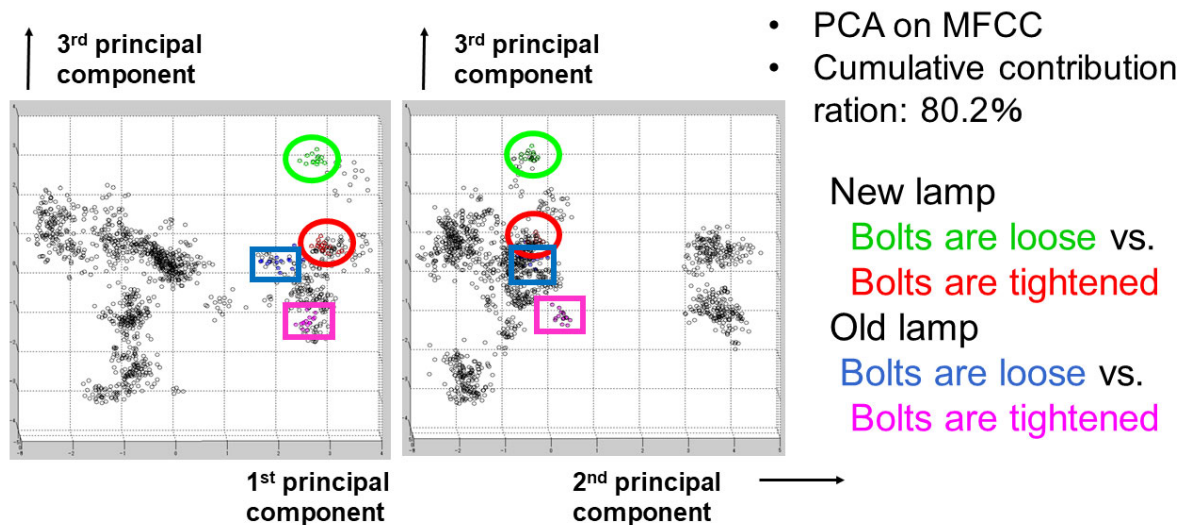 3rd principal
component
3rd principal
component
• PCA on MFCC
• Cumulative contribution
ration: 80.2%
New lamp
Bolts are loose vs.
Bolts are tightened
Old lamp
Bolts are loose vs.
Bolts are tightened
1st principal
component
2nd principal
component